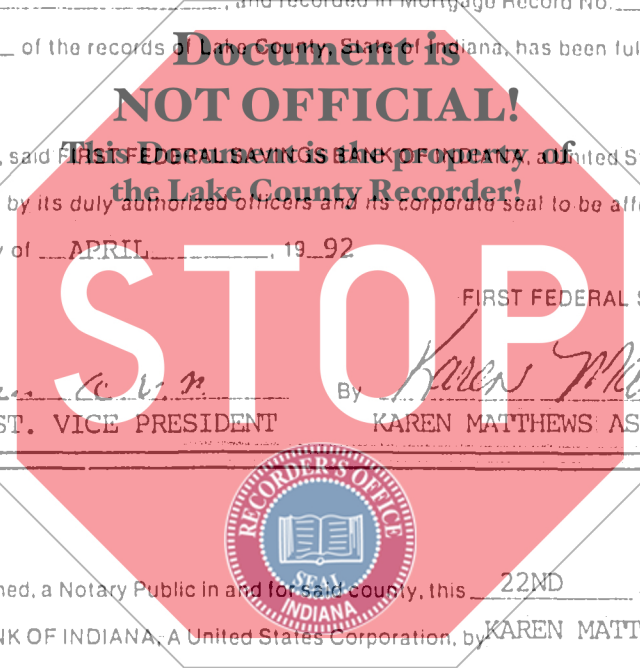 , and recorded in Mortgage Record No.
of the records of Lake County, State of Indiana, has been ful
Document is
NOT OFFICIAL!
, said FIRST FEDERAL SAVINGS BANK OF INDIANA, a United S
This Document is the property of
the Lake County Recorder!
by its duly authorized officers and its corporate seal to be aff
y of APRIL, 19 92
STOP
FIRST FEDERAL S
By Karen Ma
ST. VICE PRESIDENT KAREN MATTHEWS AS
RECORDER'S OFFICE
SEAL
INDIANA
ned, a Notary Public in and for said county, this 22ND
NK OF INDIANA, A United States Corporation, by KAREN MATT